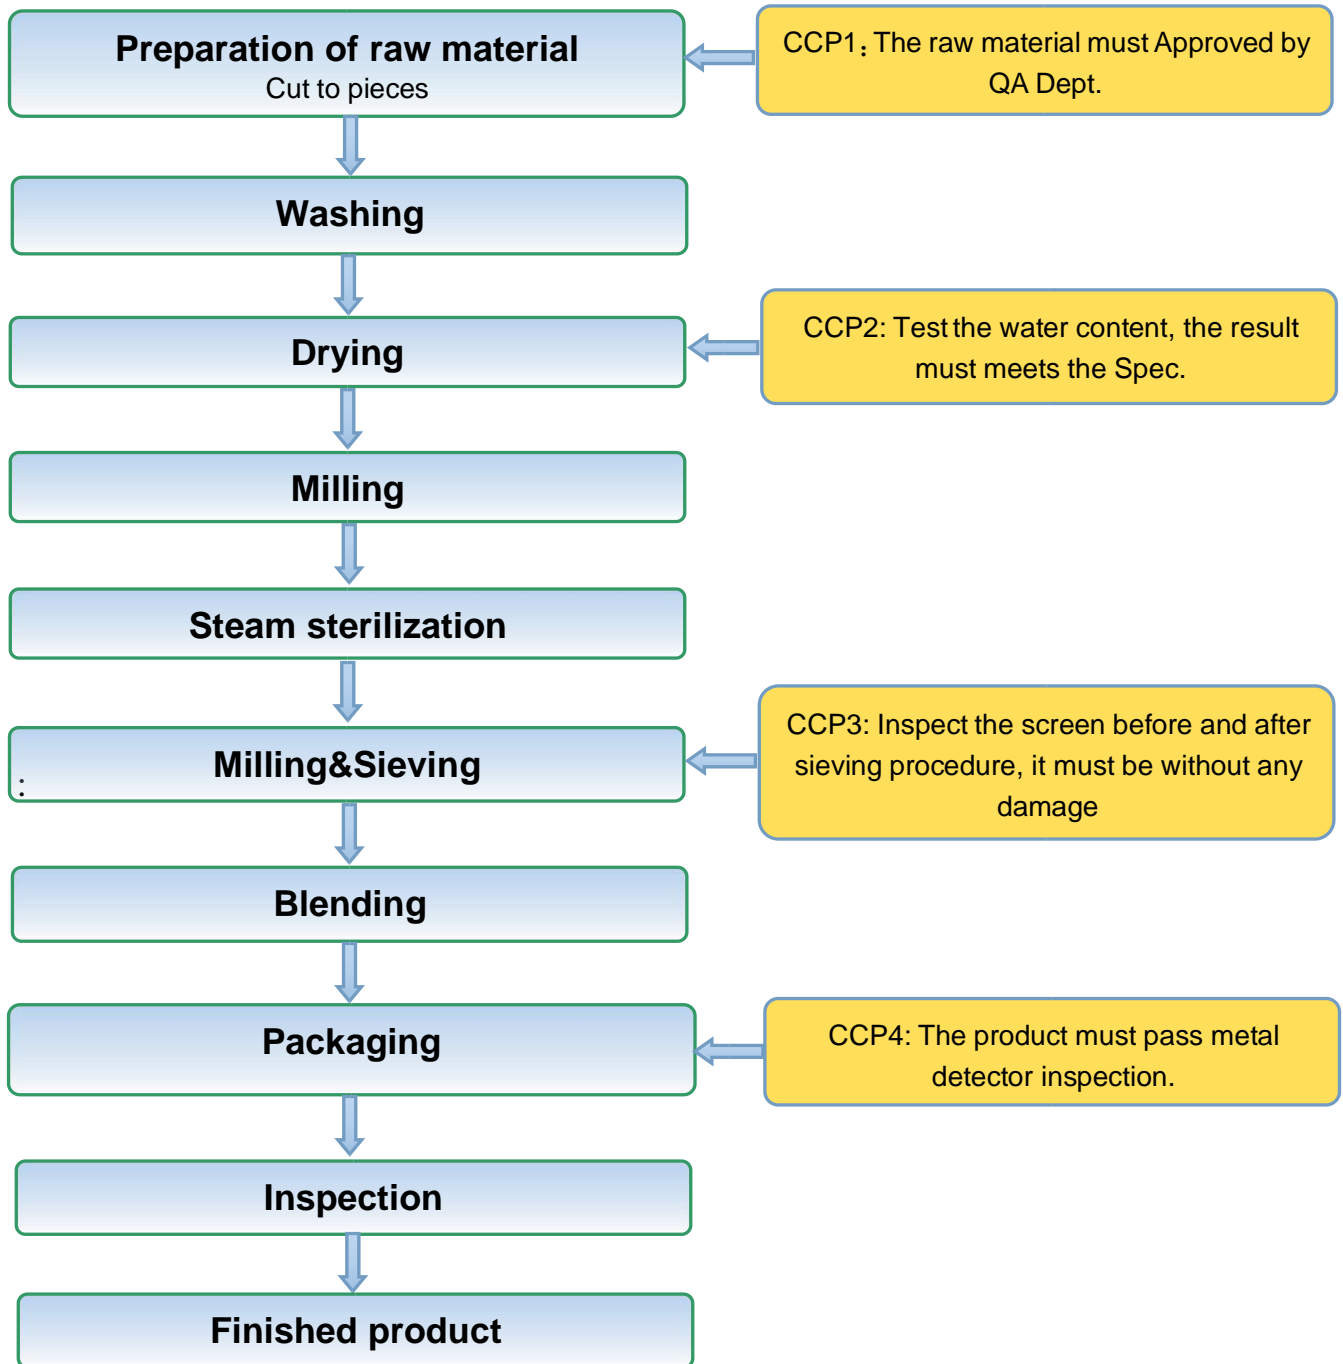 Preparation of raw material
Cut to pieces
CCP1：The raw material must Approved by
QA Dept.
Washing
Drying
CCP2: Test the water content, the result
must meets the Spec.
Milling
Steam sterilization
Milling&Sieving
:
CCP3: Inspect the screen before and after
sieving procedure, it must be without any
damage
Blending
Packaging
CCP4: The product must pass metal
detector inspection.
Inspection
Finished product